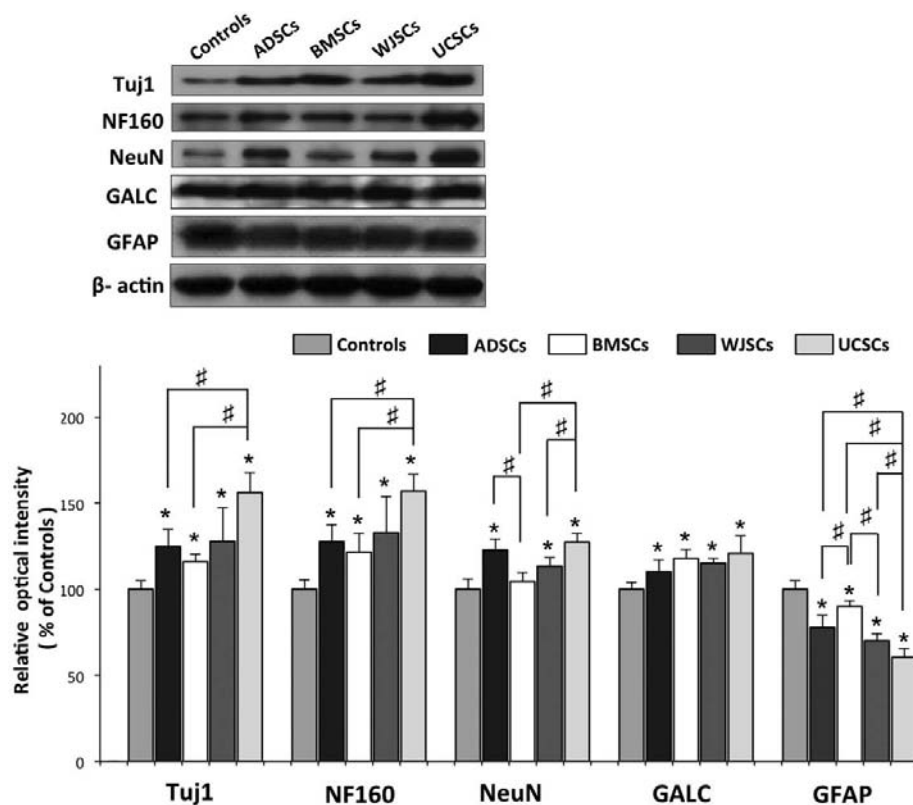 Controls ADSCs BMSCs WJSCs UCSCs
Tuj1
NF160
NeuN
GALC
GFAP
β- actin
Controls ADSCs BMSCs WJSCs UCSCs
Relative optical intensity
( % of Controls )
200
150
100
50
0
♯ ♯ ♯ ♯
♯ ♯ ♯ ♯ ♯
♯ ♯ ♯
* * * *
* * * *
* * *
* * * *
* * * *
Tuj1 NF160 NeuN GALC GFAP